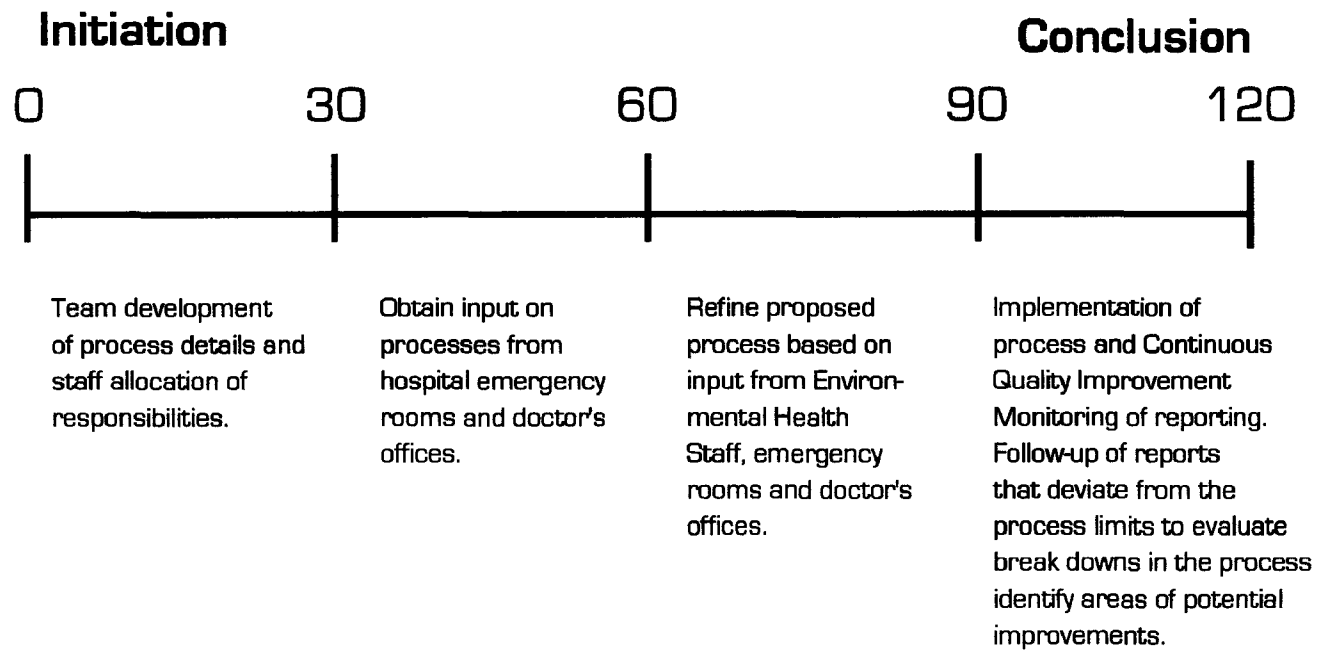 Initiation
Conclusion
0 30 60 90 120
Team development
of process details and
staff allocation of
responsibilities.
Obtain input on
processes from
hospital emergency
rooms and doctor's
offices.
Refine proposed
process based on
input from Environ-
mental Health
Staff, emergency
rooms and doctor's
offices.
Implementation of
process and Continuous
Quality Improvement
Monitoring of reporting.
Follow-up of reports
that deviate from the
process limits to evaluate
break downs in the process
identify areas of potential
improvements.